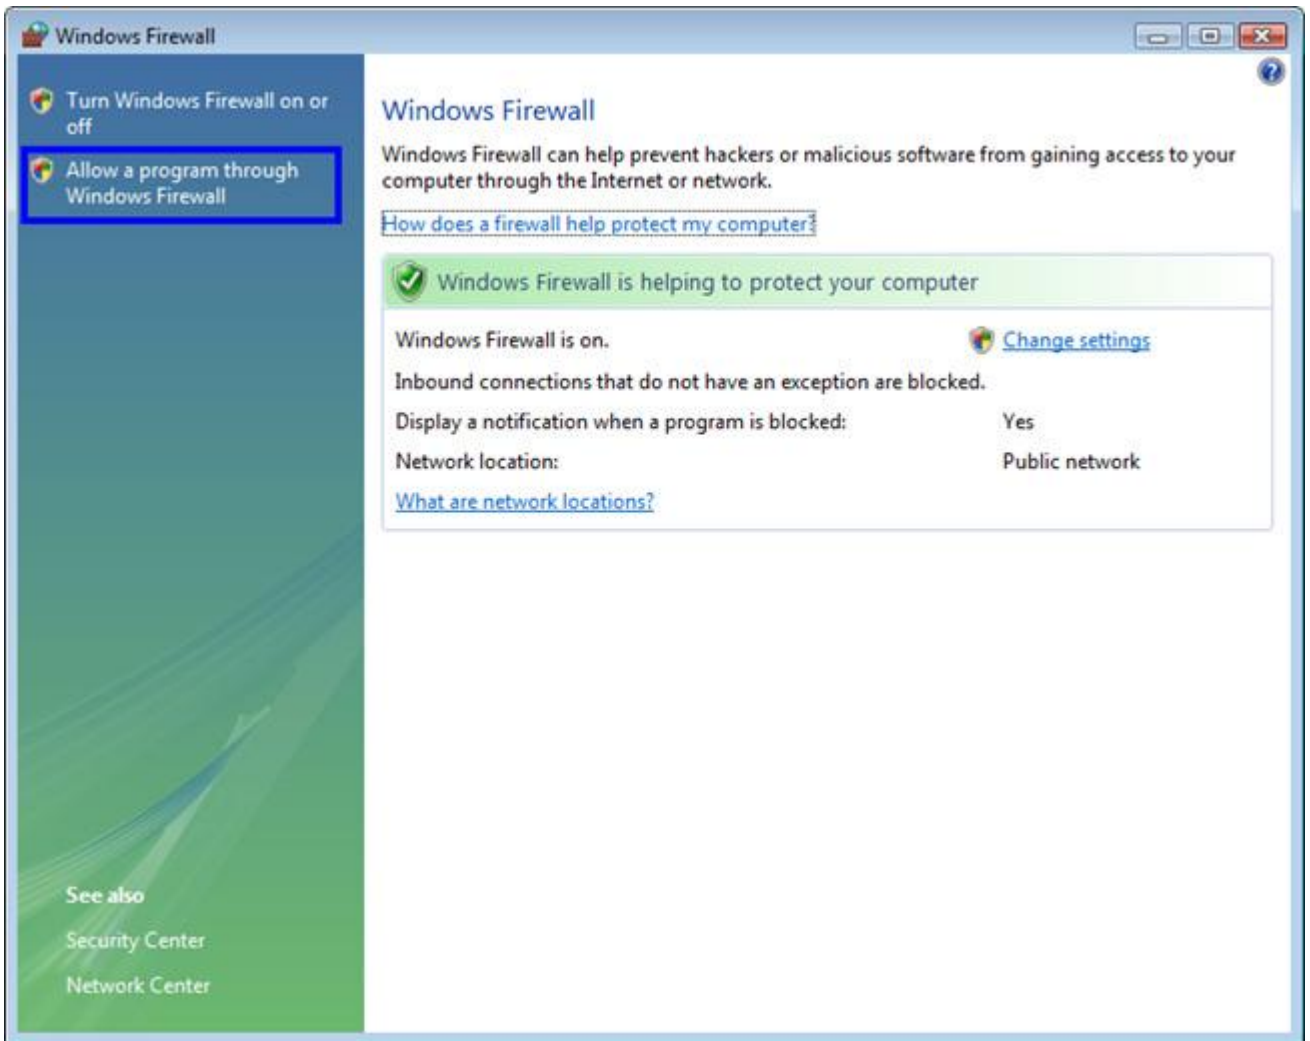 Windows Firewall
Turn Windows Firewall on or
off
Allow a program through
Windows Firewall
See also
Security Center
Network Center
Windows Firewall
Windows Firewall can help prevent hackers or malicious software from gaining access to your
computer through the Internet or network.
How does a firewall help protect my computer?
Windows Firewall is helping to protect your computer
Windows Firewall is on.
Change settings
Inbound connections that do not have an exception are blocked.
Display a notification when a program is blocked: Yes
Network location: Public network
What are network locations?